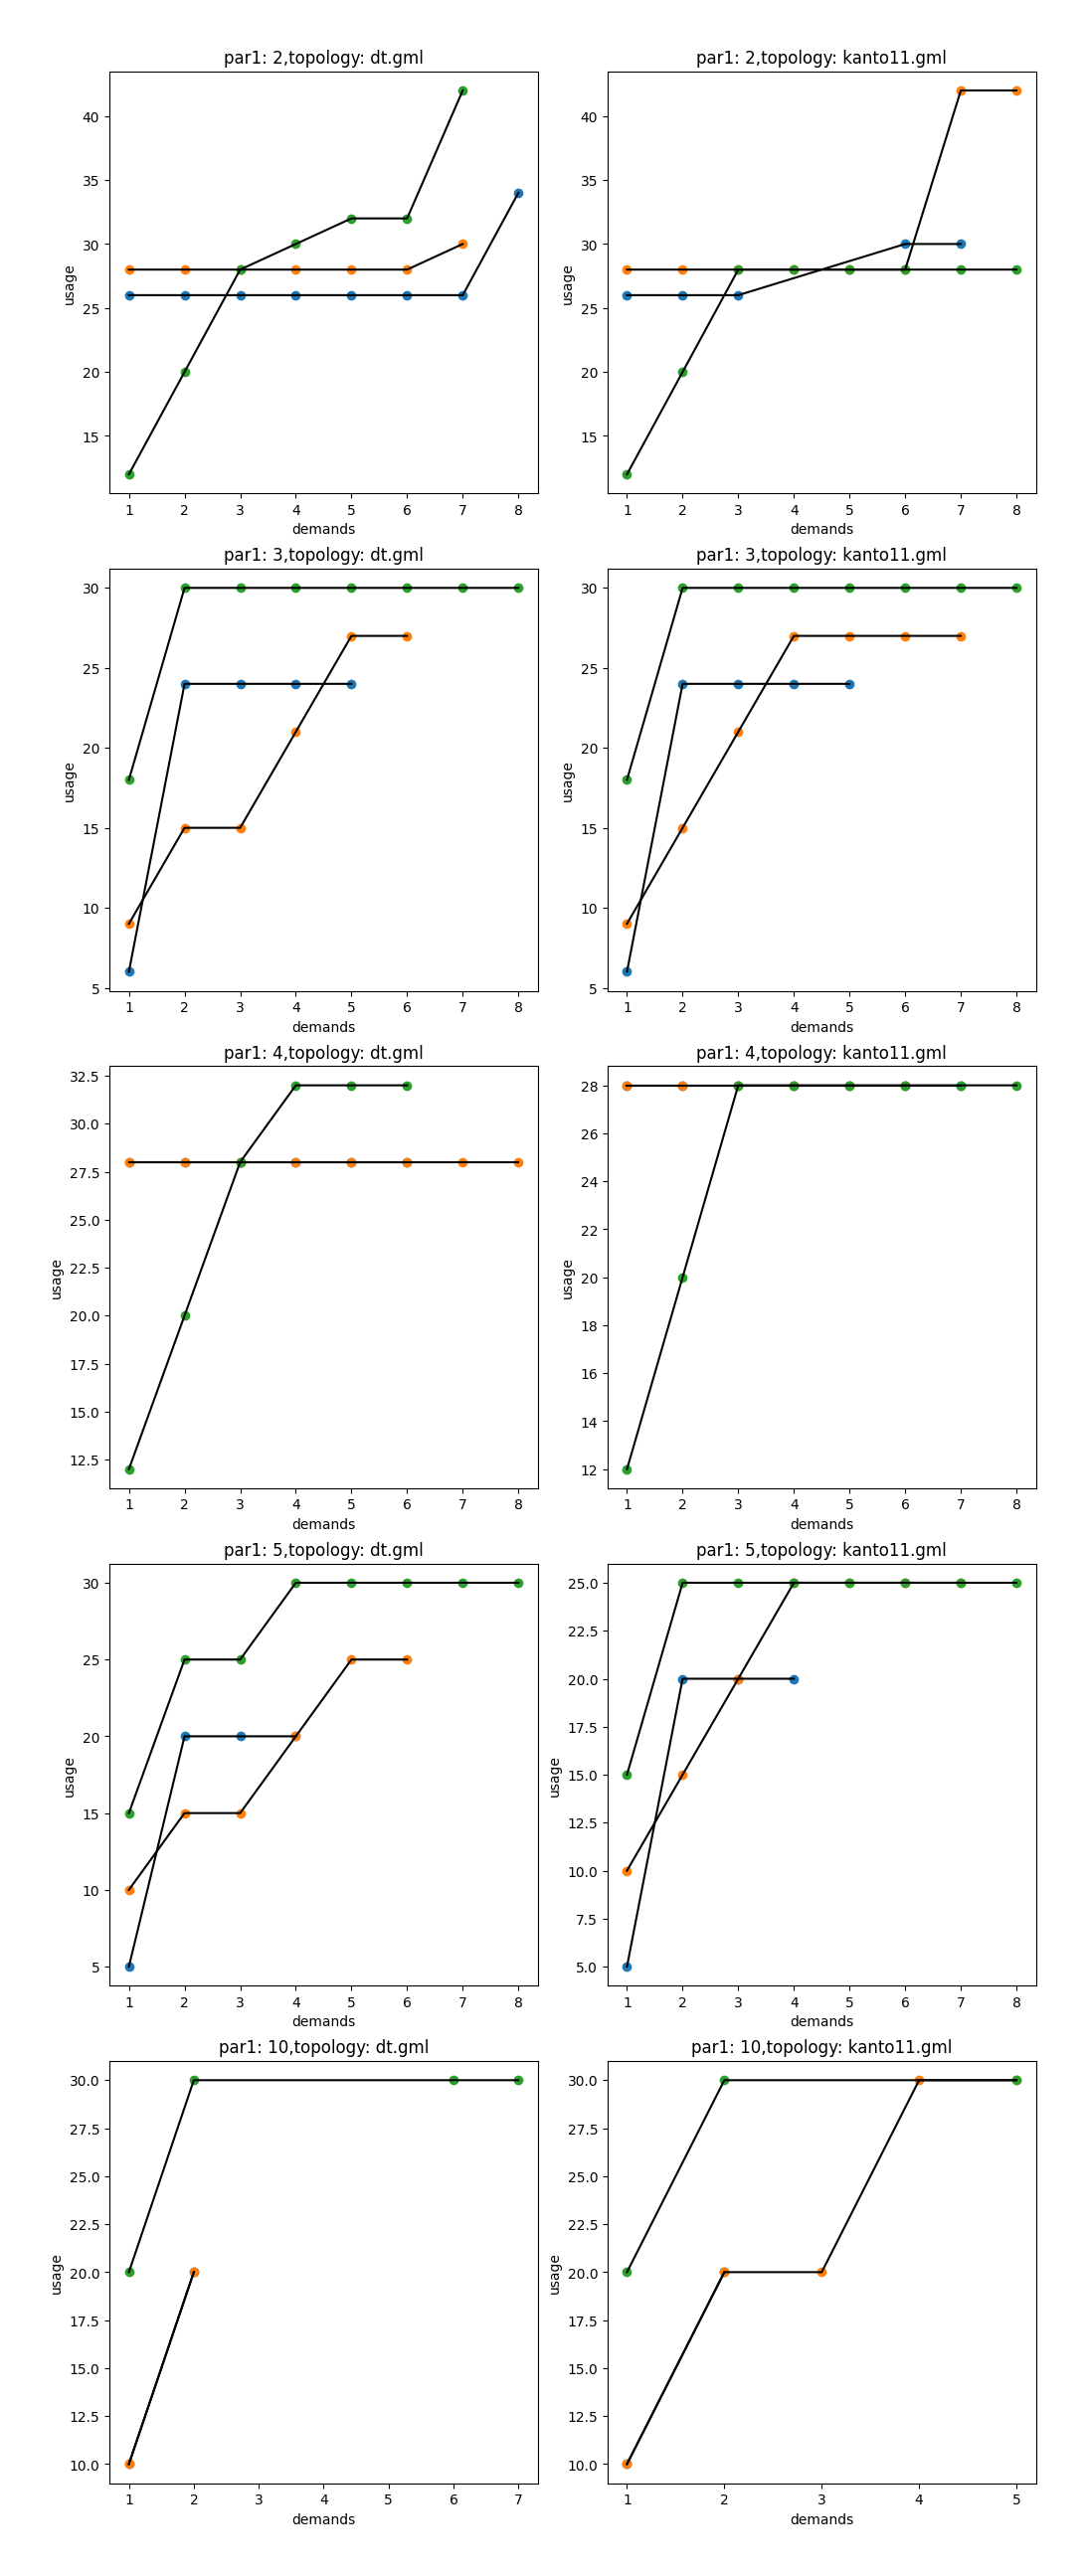 par1: 2,topology: dt.gml
40
35
30
25
20
15
usage
1 2 3 4 5 6 7 8
demands
par1: 2,topology: kanto11.gml
40
35
30
25
20
15
usage
1 2 3 4 5 6 7 8
demands
par1: 3,topology: dt.gml
30
25
20
15
10
5
usage
1 2 3 4 5 6 7 8
demands
par1: 3,topology: kanto11.gml
30
25
20
15
10
5
usage
1 2 3 4 5 6 7 8
demands
par1: 4,topology: dt.gml
32.5
30.0
27.5
25.0
22.5
20.0
17.5
15.0
12.5
usage
1 2 3 4 5 6 7 8
demands
par1: 4,topology: kanto11.gml
28
26
24
22
20
18
16
14
12
usage
1 2 3 4 5 6 7 8
demands
par1: 5,topology: dt.gml
30
25
20
15
10
5
usage
1 2 3 4 5 6 7 8
demands
par1: 5,topology: kanto11.gml
25.0
22.5
20.0
17.5
15.0
12.5
10.0
7.5
5.0
usage
1 2 3 4 5 6 7 8
demands
par1: 10,topology: dt.gml
30.0
27.5
25.0
22.5
20.0
17.5
15.0
12.5
10.0
usage
1 2 3 4 5 6 7
demands
par1: 10,topology: kanto11.gml
30.0
27.5
25.0
22.5
20.0
17.5
15.0
12.5
10.0
usage
1 2 3 4 5
demands